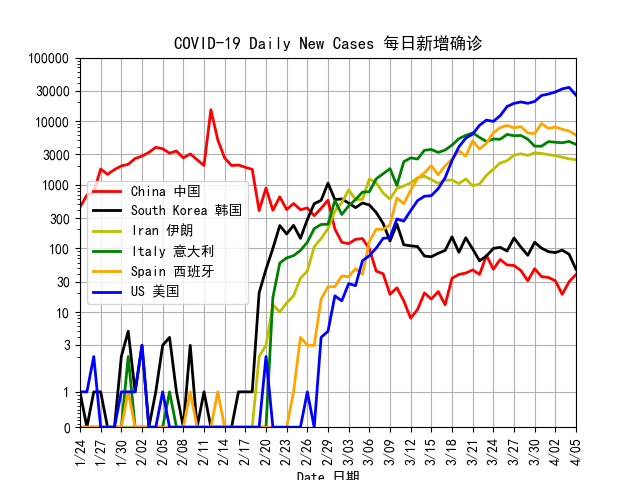 COVID-19 Daily New Cases 每日新增确诊
100000
30000
10000
3000
1000
300
100
30
10
3
1
0
China 中国
South Korea 韩国
Iran 伊朗
Italy 意大利
Spain 西班牙
US 美国
1/24 1/27 1/30 2/02 2/05 2/08 2/11 2/14 2/17 2/20 2/23 2/26 2/29 3/03 3/06 3/09 3/12 3/15 3/18 3/21 3/24 3/27 3/30 4/02 4/05
Date 日期